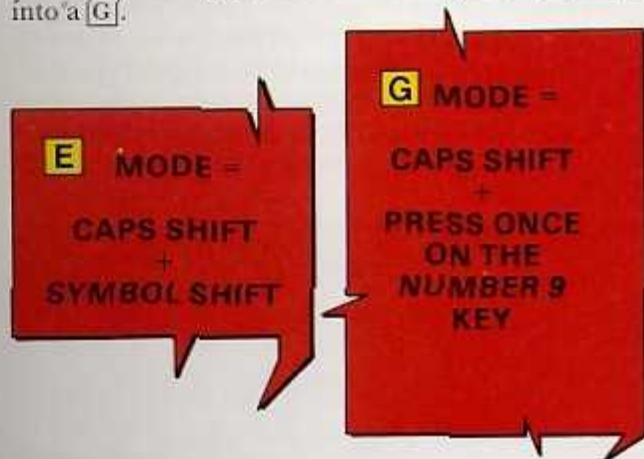 into a G.
E MODE =
CAPS SHIFT
+
SYMBOL SHIFT
G MODE =
CAPS SHIFT
+
PRESS ONCE
ON THE
NUMBER 9
KEY